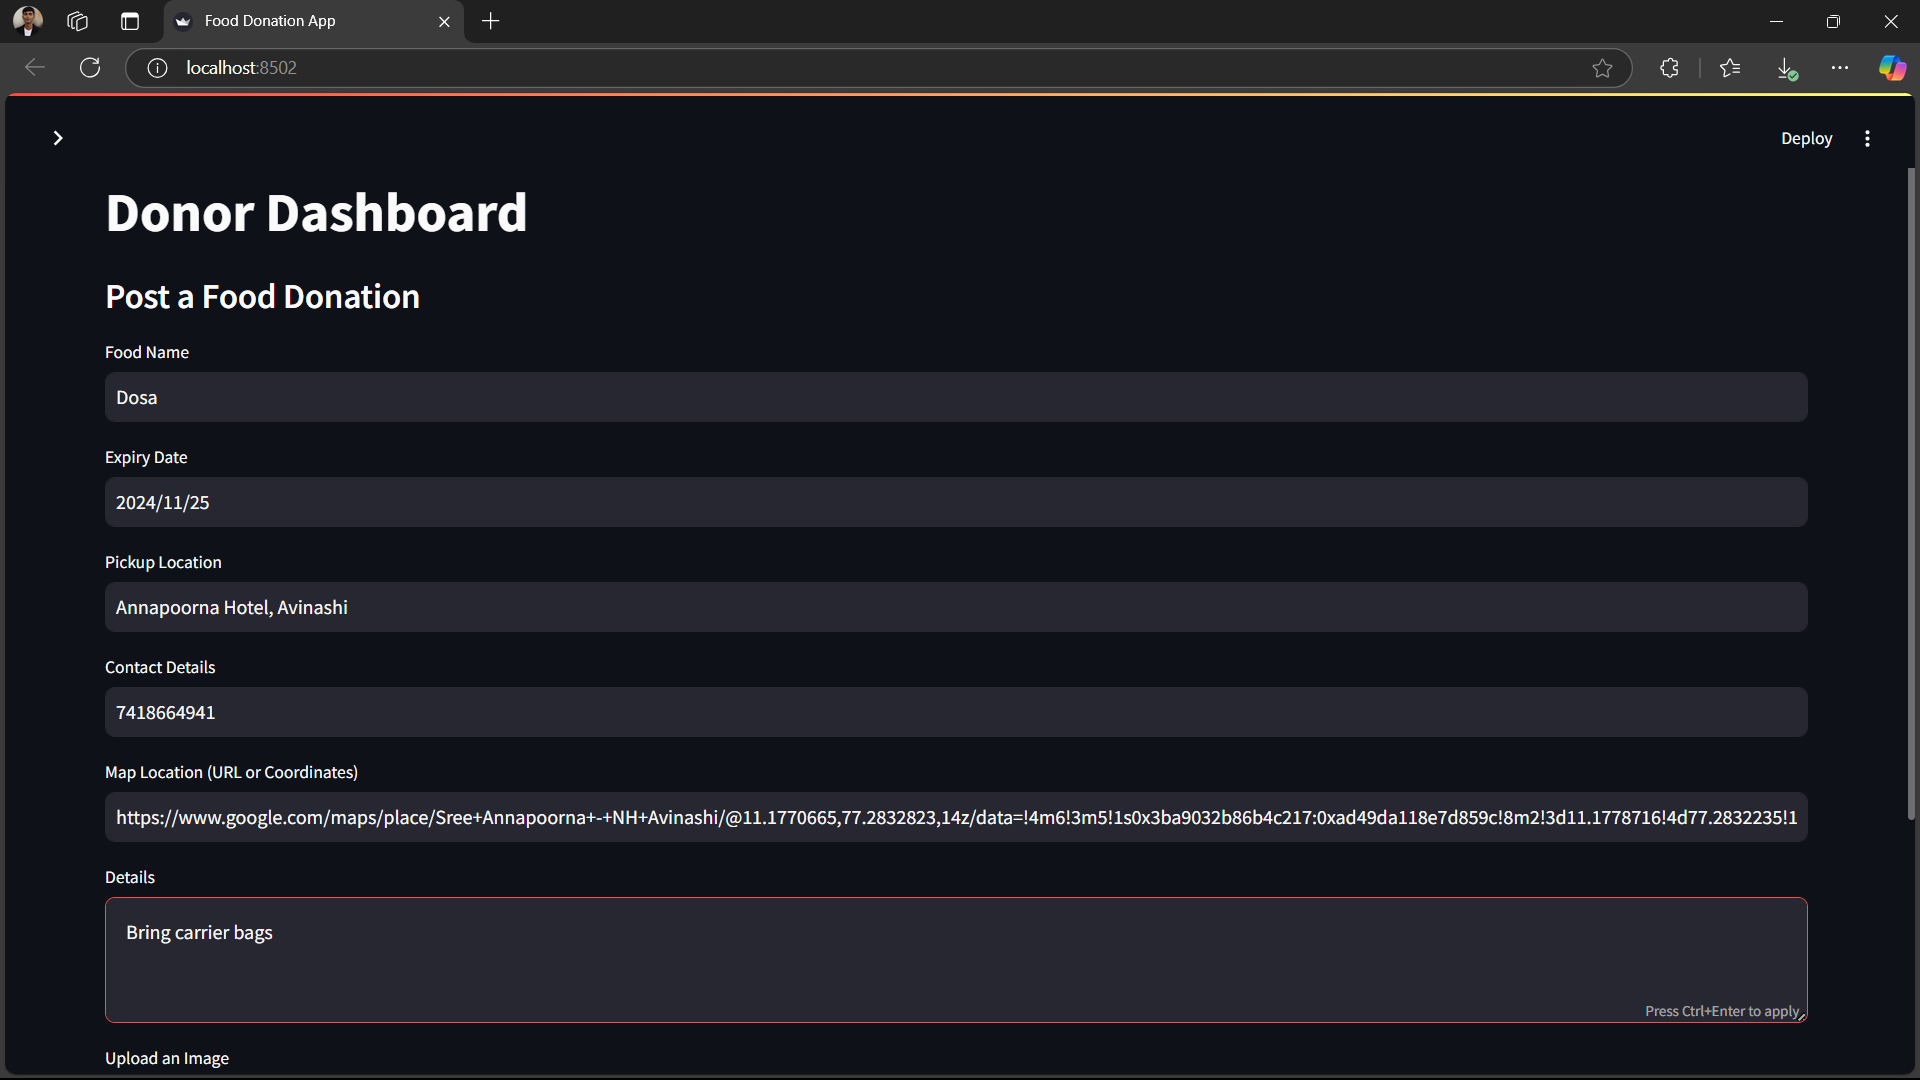 Food Donation App
localhost:8502
Deploy
Donor Dashboard
Post a Food Donation
Food Name
Dosa
Expiry Date
2024/11/25
Pickup Location
Annapoorna Hotel, Avinashi
Contact Details
7418664941
Map Location (URL or Coordinates)
https://www.google.com/maps/place/Sree+Annapoorna+-+NH+Avinashi/@11.1770665,77.2832823,14z/data=!4m6!3m5!1s0x3ba9032b86b4c217:0xad49da118e7d859c!8m2!3d11.1778716!4d77.2832235!1
Details
Bring carrier bags
Press Ctrl+Enter to apply
Upload an Image